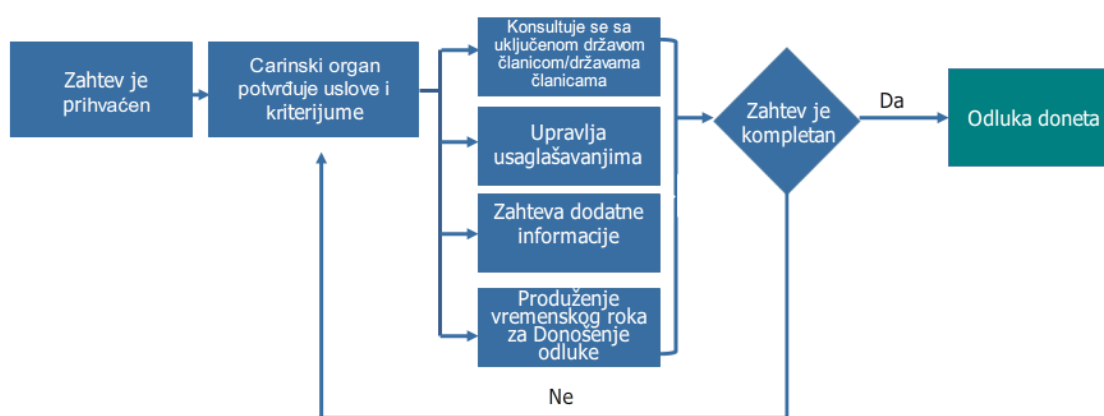 Zahtev je
prihvaćen
Carinski organ
potvrđuje uslove i
kriterijume
Konsultuje se sa
uključenom državom
članicom/državama
članicama
Upravlja
usaglašavanjima
Zahteva dodatne
informacije
Produženje
vremenskog roka
za Donošenje
odluke
Zahtev je
kompletan
Da
Odluka doneta
Ne